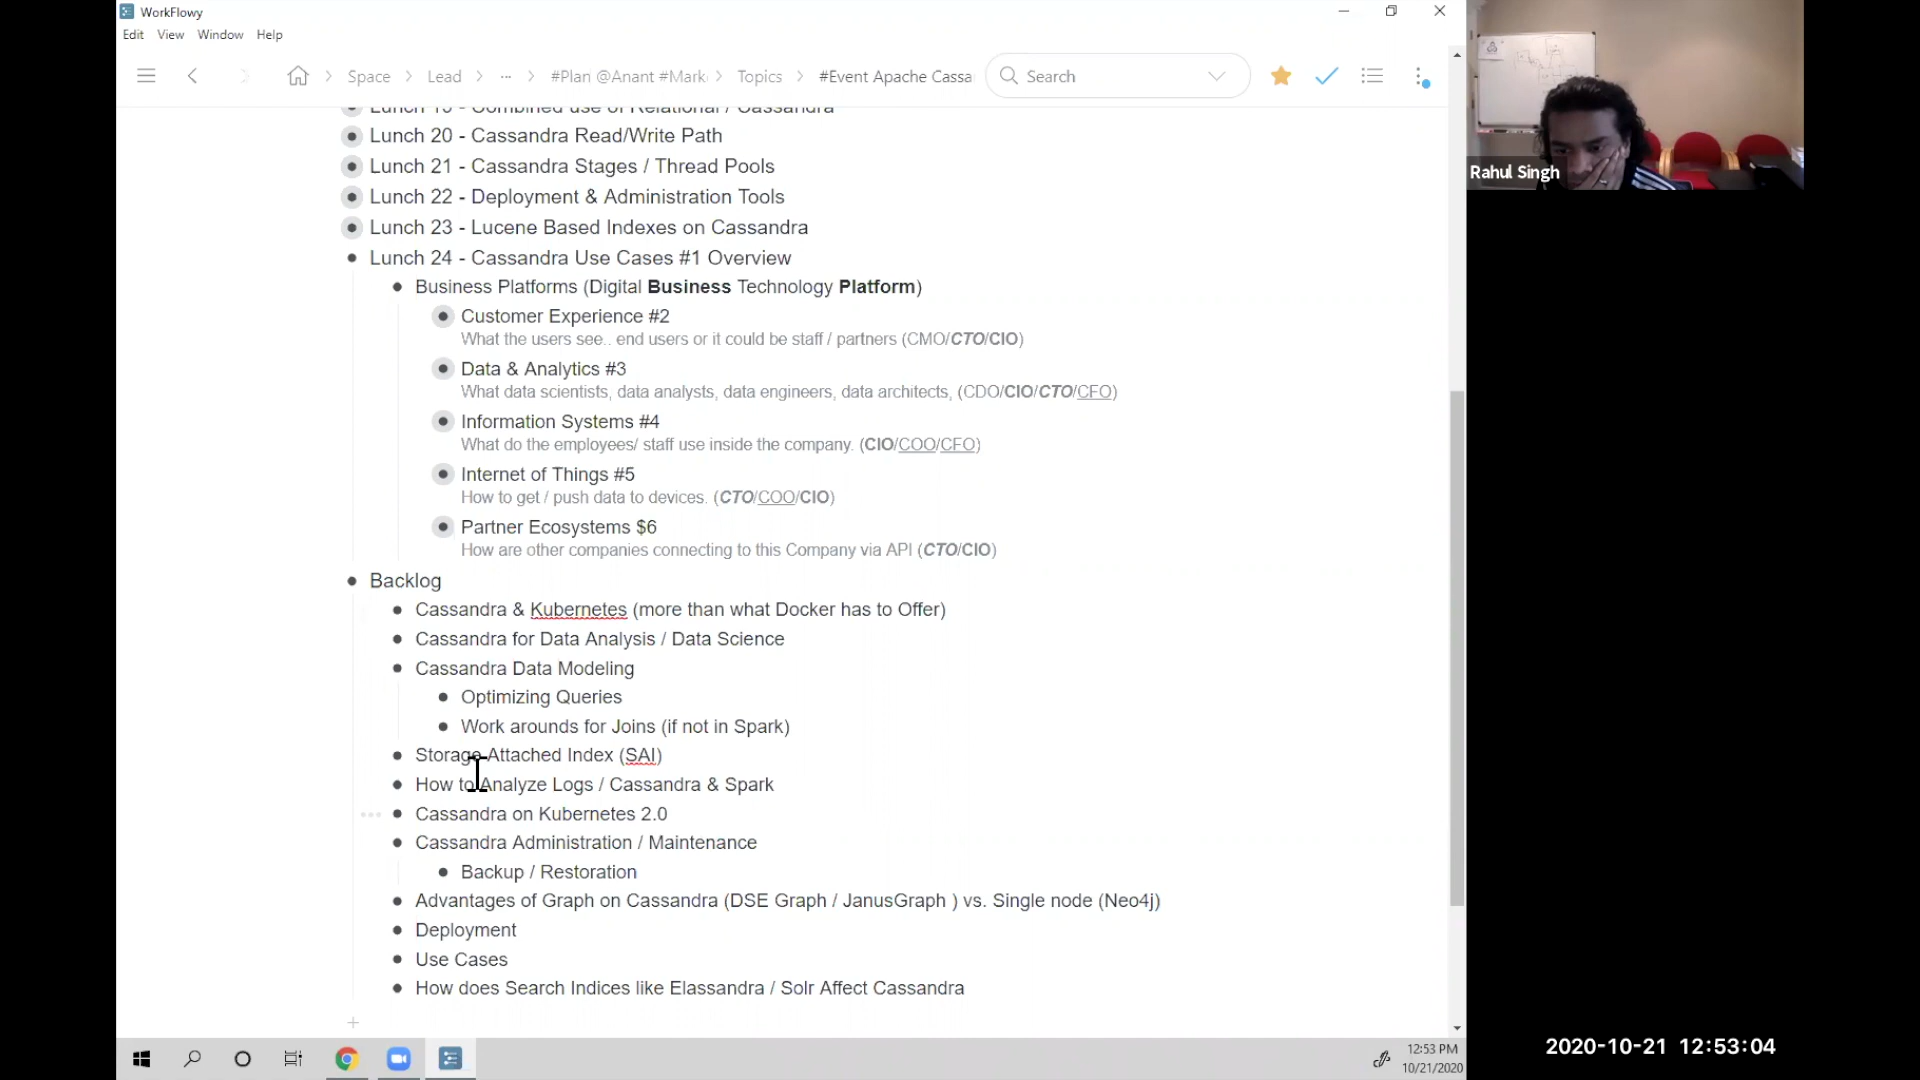 WorkFlowy
Edit View Window Help
Space Lead ... #Plan @Anant #Mark Topics #Event Apache Cassa Search
Lunch 19 - Combined use of Relational / Cassandra
Lunch 20 - Cassandra Read/Write Path
Lunch 21 - Cassandra Stages / Thread Pools
Lunch 22 - Deployment & Administration Tools
Lunch 23 - Lucene Based Indexes on Cassandra
Lunch 24 - Cassandra Use Cases #1 Overview
Business Platforms (Digital Business Technology Platform)
Customer Experience #2
What the users see.. end users or it could be staff / partners (CMO/CTO/CIO)
Data & Analytics #3
What data scientists, data analysts, data engineers, data architects, (CDO/CIO/CTO/CFO)
Information Systems #4
What do the employees/ staff use inside the company. (CIO/COO/CFO)
Internet of Things #5
How to get / push data to devices. (CTO/COO/CIO)
Partner Ecosystems $6
How are other companies connecting to this Company via API (CTO/CIO)
Backlog
Cassandra & Kubernetes (more than what Docker has to Offer)
Cassandra for Data Analysis / Data Science
Cassandra Data Modeling
Optimizing Queries
Work arounds for Joins (if not in Spark)
Storage Attached Index (SAI)
How to Analyze Logs / Cassandra & Spark
Cassandra on Kubernetes 2.0
Cassandra Administration / Maintenance
Backup / Restoration
Advantages of Graph on Cassandra (DSE Graph / JanusGraph ) vs. Single node (Neo4j)
Deployment
Use Cases
How does Search Indices like Elassandra / Solr Affect Cassandra
12:53 PM
10/21/2020
Rahul Singh
2020-10-21 12:53:04